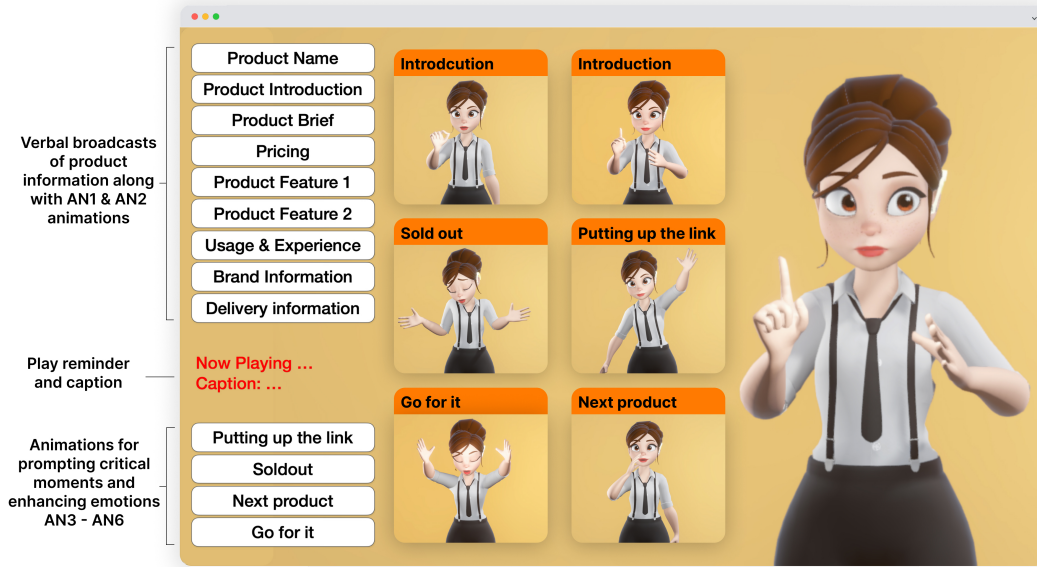 Verbal broadcasts
of product
information along
with AN1 & AN2
animations
Play reminder
and caption
Animations for
prompting critical
moments and
enhancing emotions
AN3 - AN6
Product Name
Product Introduction
Product Brief
Pricing
Product Feature 1
Product Feature 2
Usage & Experience
Brand Information
Delivery information
Now Playing ...
Caption: ...
Putting up the link
Soldout
Next product
Go for it
Introdcution
Introduction
Sold out
Putting up the link
Go for it
Next product